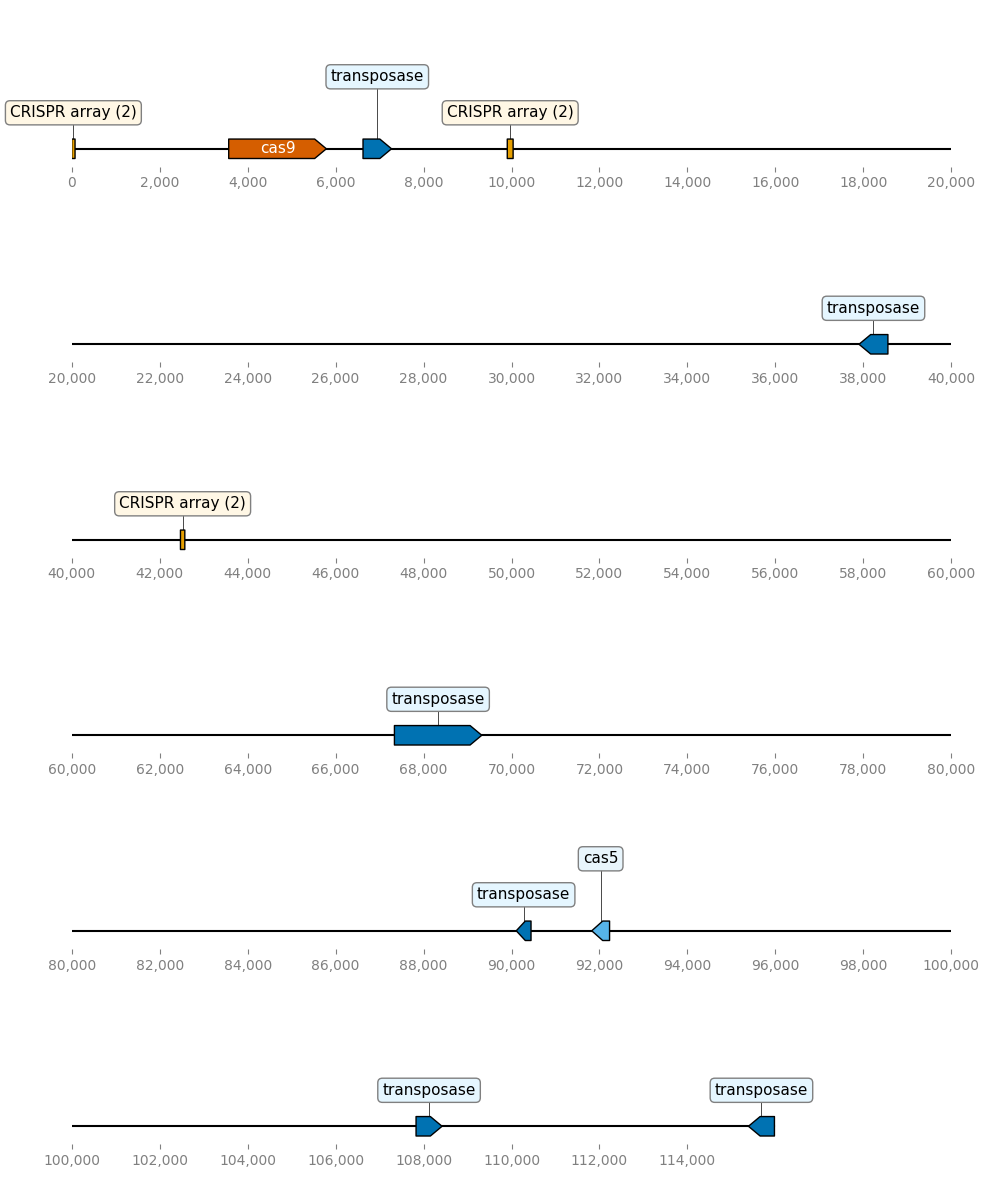 transposase
CRISPR array (2) CRISPR array (2)
cas9
0 2,000 4,000 6,000 8,000 10,000 12,000 14,000 16,000 18,000 20,000
transposase
20,000 22,000 24,000 26,000 28,000 30,000 32,000 34,000 36,000 38,000 40,000
CRISPR array (2)
40,000 42,000 44,000 46,000 48,000 50,000 52,000 54,000 56,000 58,000 60,000
transposase
60,000 62,000 64,000 66,000 68,000 70,000 72,000 74,000 76,000 78,000 80,000
cas5
transposase
80,000 82,000 84,000 86,000 88,000 90,000 92,000 94,000 96,000 98,000 100,000
transposase transposase
100,000 102,000 104,000 106,000 108,000 110,000 112,000 114,000